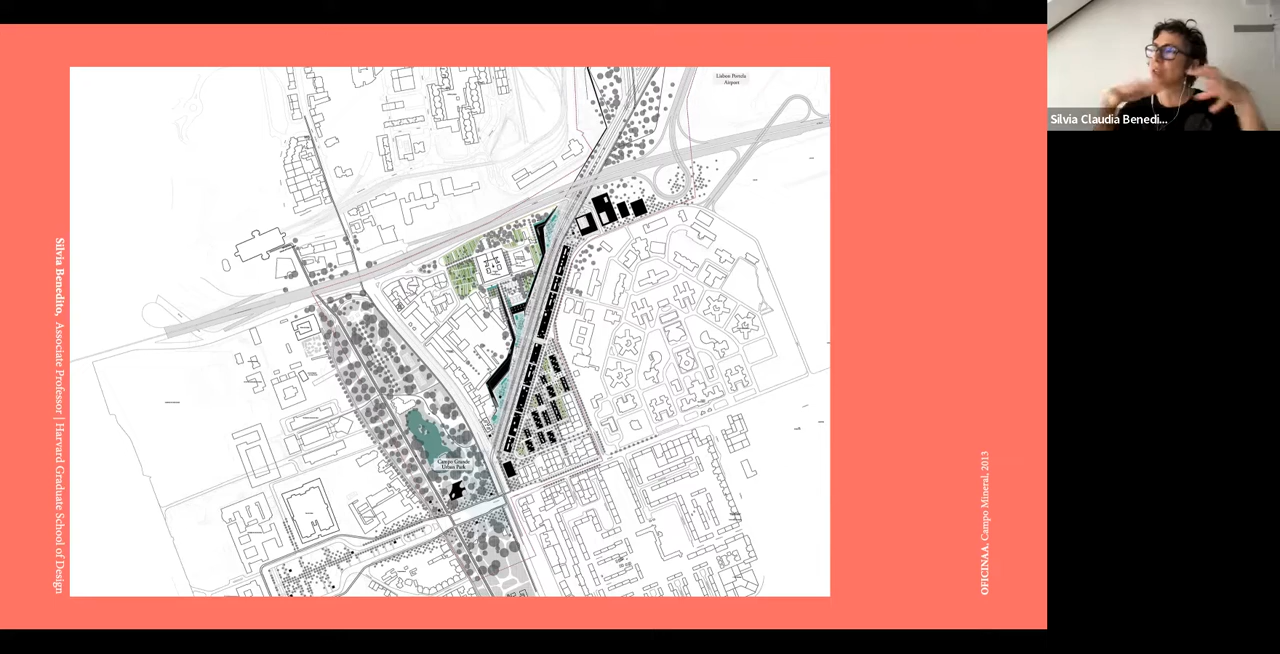 Lisbon Portela
Airport
Silvia Claudia Benedi...
Silvia Benedito, Associate Professor | Harvard Graduate School of Design
Campo Grande
Urban Park
OFICINAA, Campo Mineral, 2013